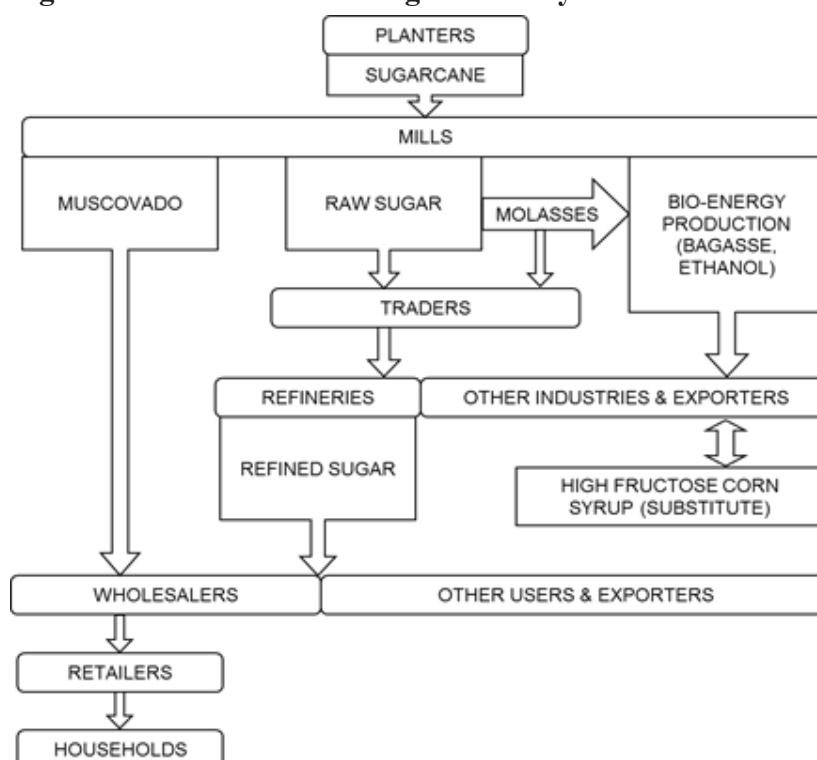 PLANTERS
SUGARCANE
MILLS
MUSCOVADO
RAW SUGAR
MOLASSES
BIO-ENERGY
PRODUCTION
(BAGASSE,
ETHANOL)
TRADERS
REFINERIES
OTHER INDUSTRIES & EXPORTERS
REFINED SUGAR
HIGH FRUCTOSE CORN
SYRUP (SUBSTITUTE)
WHOLESALERS
OTHER USERS & EXPORTERS
RETAILERS
HOUSEHOLDS